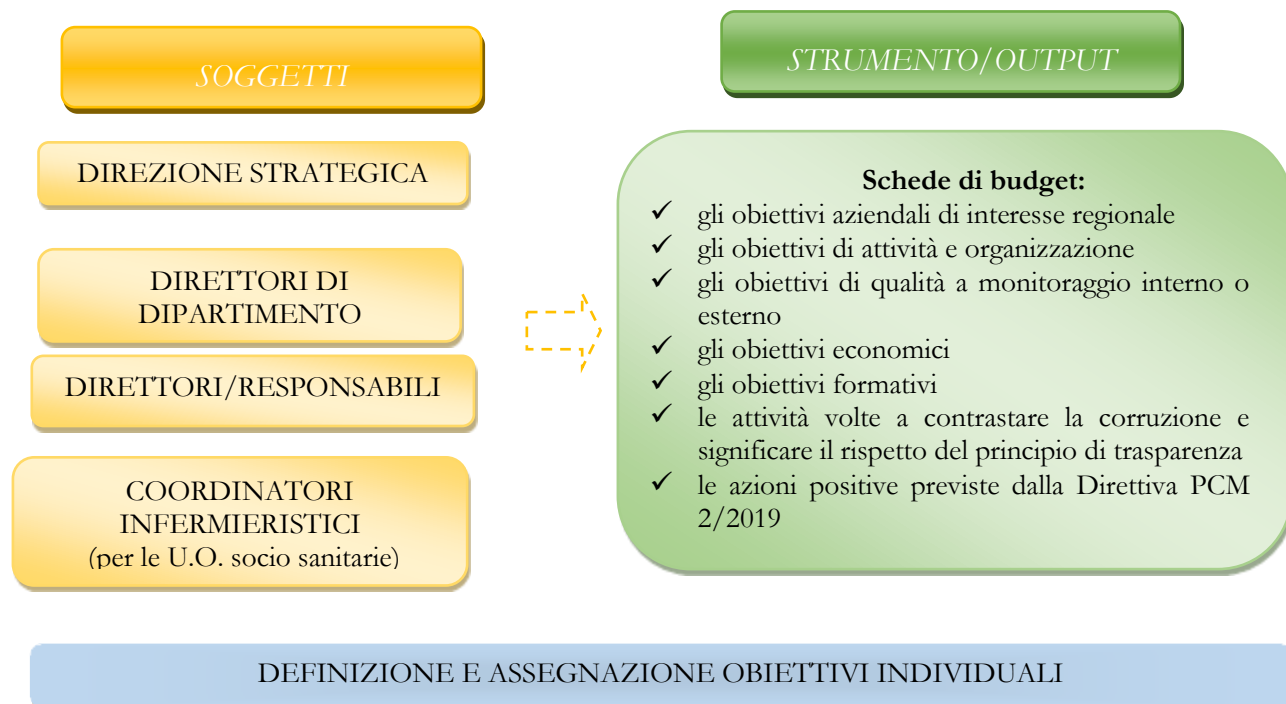 SOGGETTI
DIREZIONE STRATEGICA
DIRETTORI DI
DIPARTIMENTO
DIRETTORI/RESPONSABILI
COORDINATORI
INFERMIERISTICI
(per le U.O. socio sanitarie)
STRUMENTO/OUTPUT
Schede di budget:
✓ gli obiettivi aziendali di interesse regionale
✓ gli obiettivi di attività e organizzazione
✓ gli obiettivi di qualità a monitoraggio interno o
esterno
✓ gli obiettivi economici
✓ gli obiettivi formativi
✓ le attività volte a contrastare la corruzione e
significare il rispetto del principio di trasparenza
✓ le azioni positive previste dalla Direttiva PCM
2/2019
DEFINIZIONE E ASSEGNAZIONE OBIETTIVI INDIVIDUALI